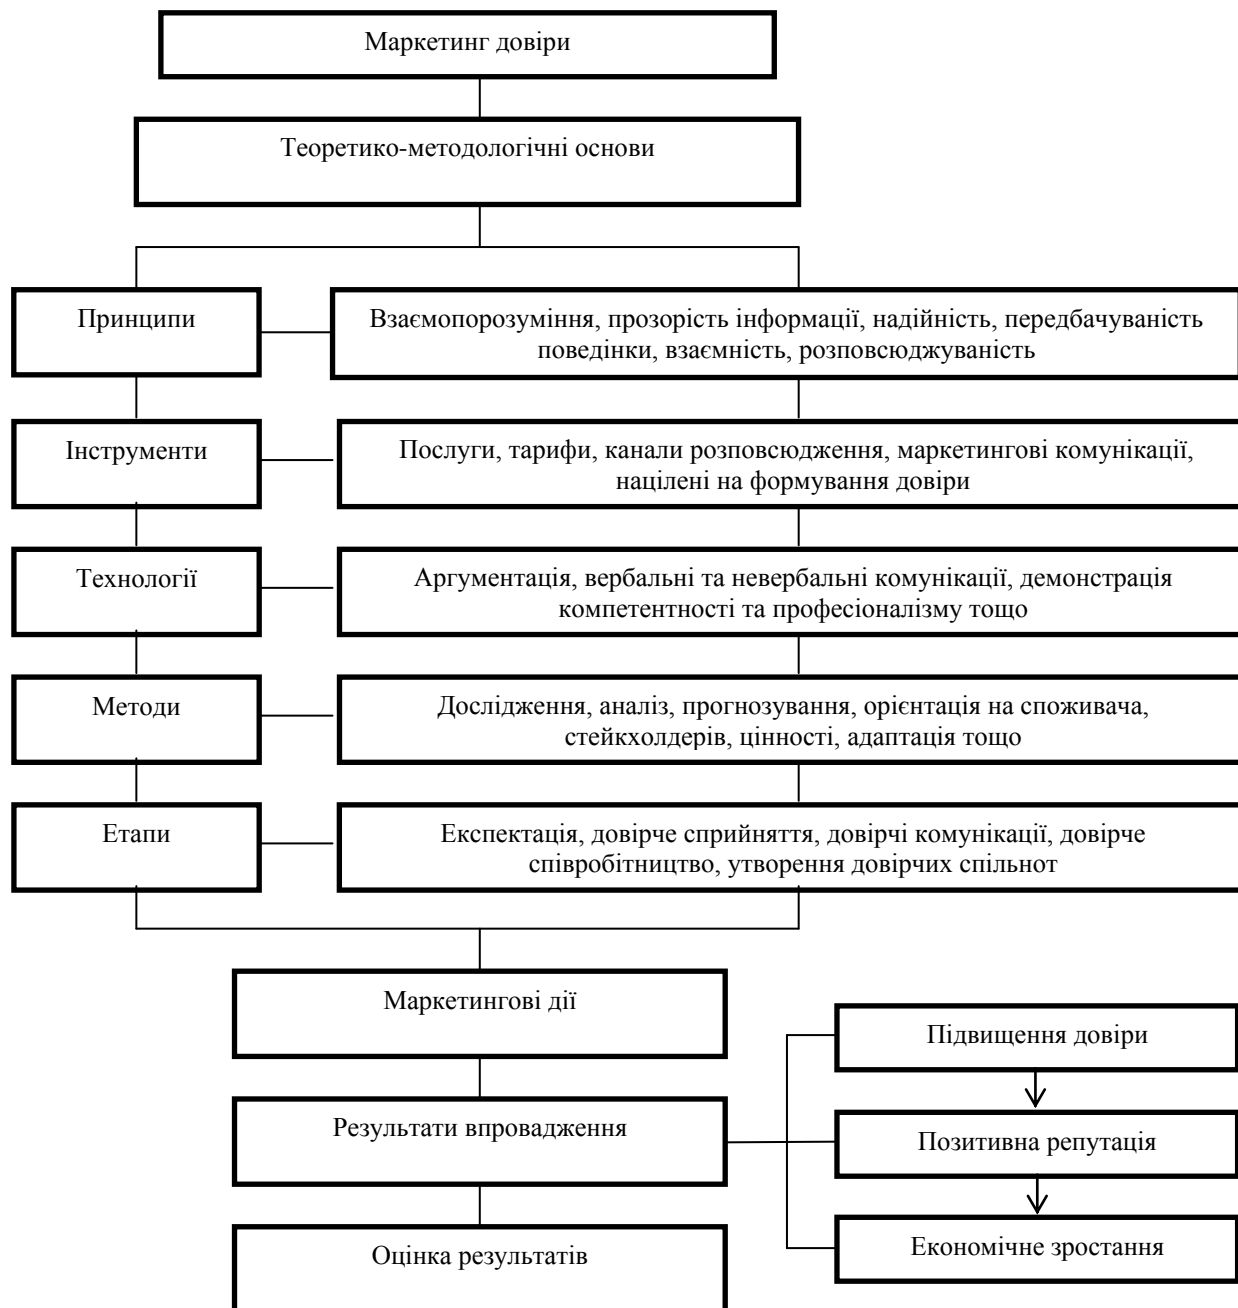 Маркетинг довіри
Теоретико-методологічні основи
Принципи
Взаємопорозуміння, прозорість інформації, надійність, передбачуваність
поведінки, взаємність, розповсюджуваність
Інструменти
Послуги, тарифи, канали розповсюдження, маркетингові комунікації,
націлені на формування довіри
Технології
Аргументація, вербальні та невербальні комунікації, демонстрація
компетентності та професіоналізму тощо
Методи
Дослідження, аналіз, прогнозування, орієнтація на споживача,
стейкхолдерів, цінності, адаптація тощо
Етапи
Експектація, довірче сприйняття, довірчі комунікації, довірче
співробітництво, утворення довірчих спільнот
Маркетингові дії
Результати впровадження
Оцінка результатів
Підвищення довіри
Позитивна репутація
Економічне зростання